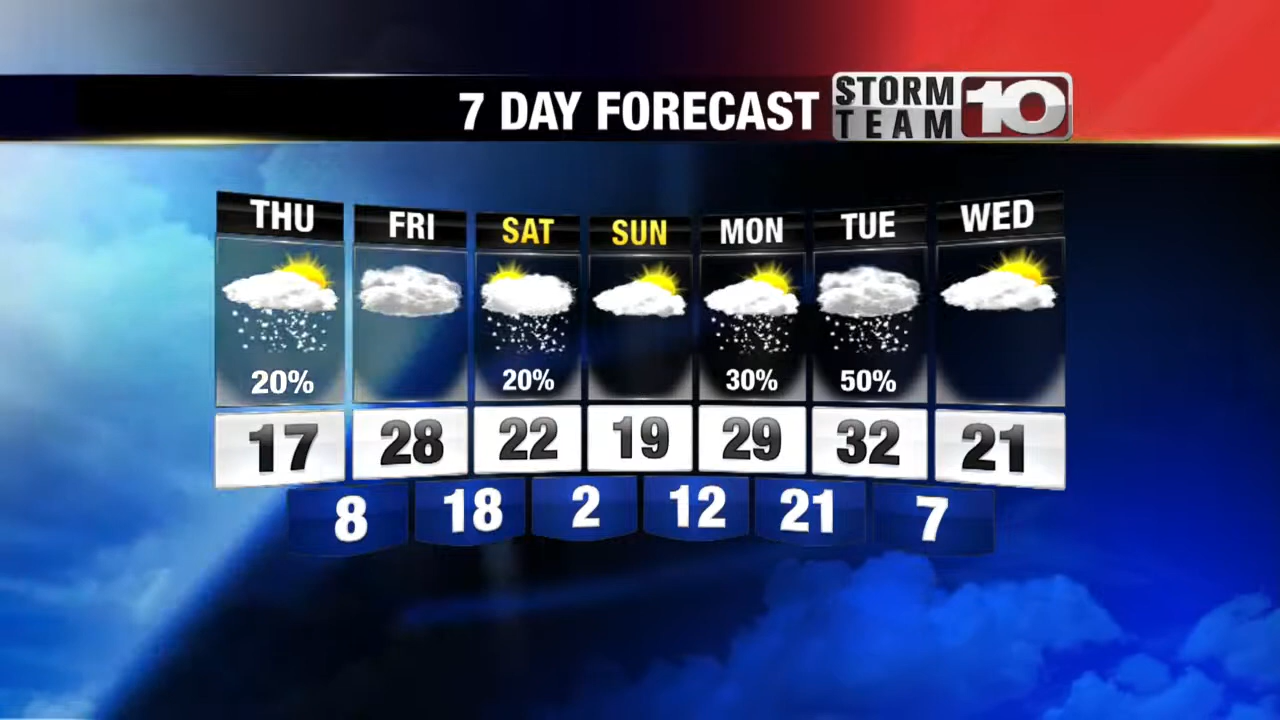 7 DAY FORECAST STORM TEAM 10
THU FRI SAT SUN MON TUE WED
20% 20% 30% 50%
17 28 22 19 29 32 21
8 18 2 12 21 7